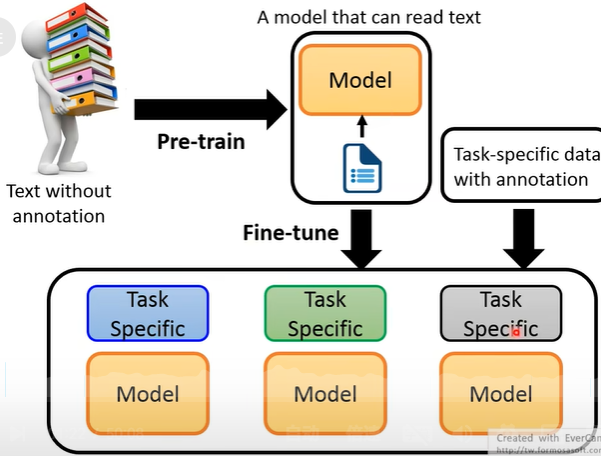 A model that can read text
Model
Pre-train
Text without
annotation
Task-specific data
with annotation
Fine-tune
Task
Specific
Task
Specific
Task
Specific
Model
Model
Model
Created with EverCam
http://tw.formosasoft.com